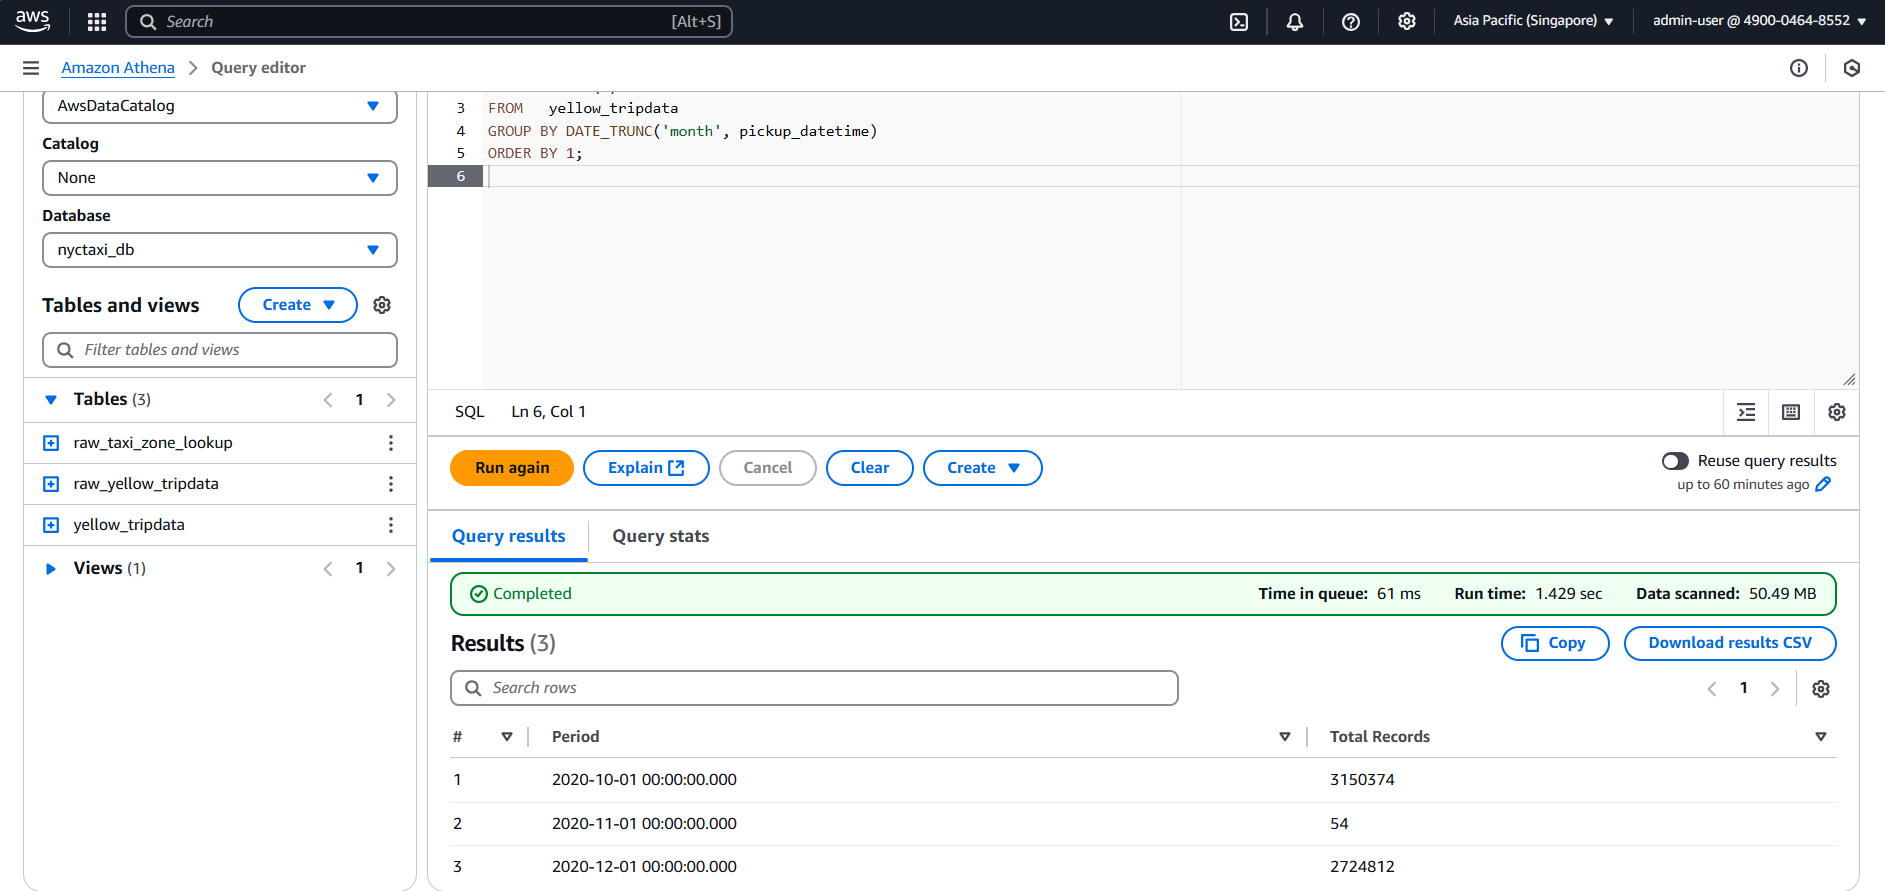 aws
Search [Alt+S]
Asia Pacific (Singapore)
admin-user @ 4900-0464-8552
Amazon Athena
Query editor
AwsDataCatalog
Catalog
None
Database
nyctaxi_db
Tables and views
Create
Filter tables and views
Tables (3)
1
raw_taxi_zone_lookup
raw_yellow_tripdata
yellow_tripdata
Views (1)
1
3 FROM yellow_tripdata
4 GROUP BY DATE_TRUNC('month', pickup_datetime)
5 ORDER BY 1;
6
SQL Ln 6, Col 1
Run again
Explain
Cancel
Clear
Create
Reuse query results
up to 60 minutes ago
Query results
Query stats
Completed
Time in queue: 61 ms
Run time: 1.429 sec
Data scanned: 50.49 MB
Results (3)
Copy
Download results CSV
Search rows
1
# Period Total Records
1 2020-10-01 00:00:00.000 3150374
2 2020-11-01 00:00:00.000 54
3 2020-12-01 00:00:00.000 2724812